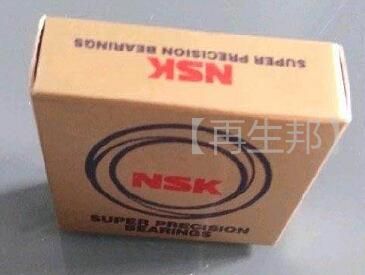 NSK
SUPER PRECISION BEARINGS
【再生邦】
NSK
SUPER PRECISION
BEARINGS